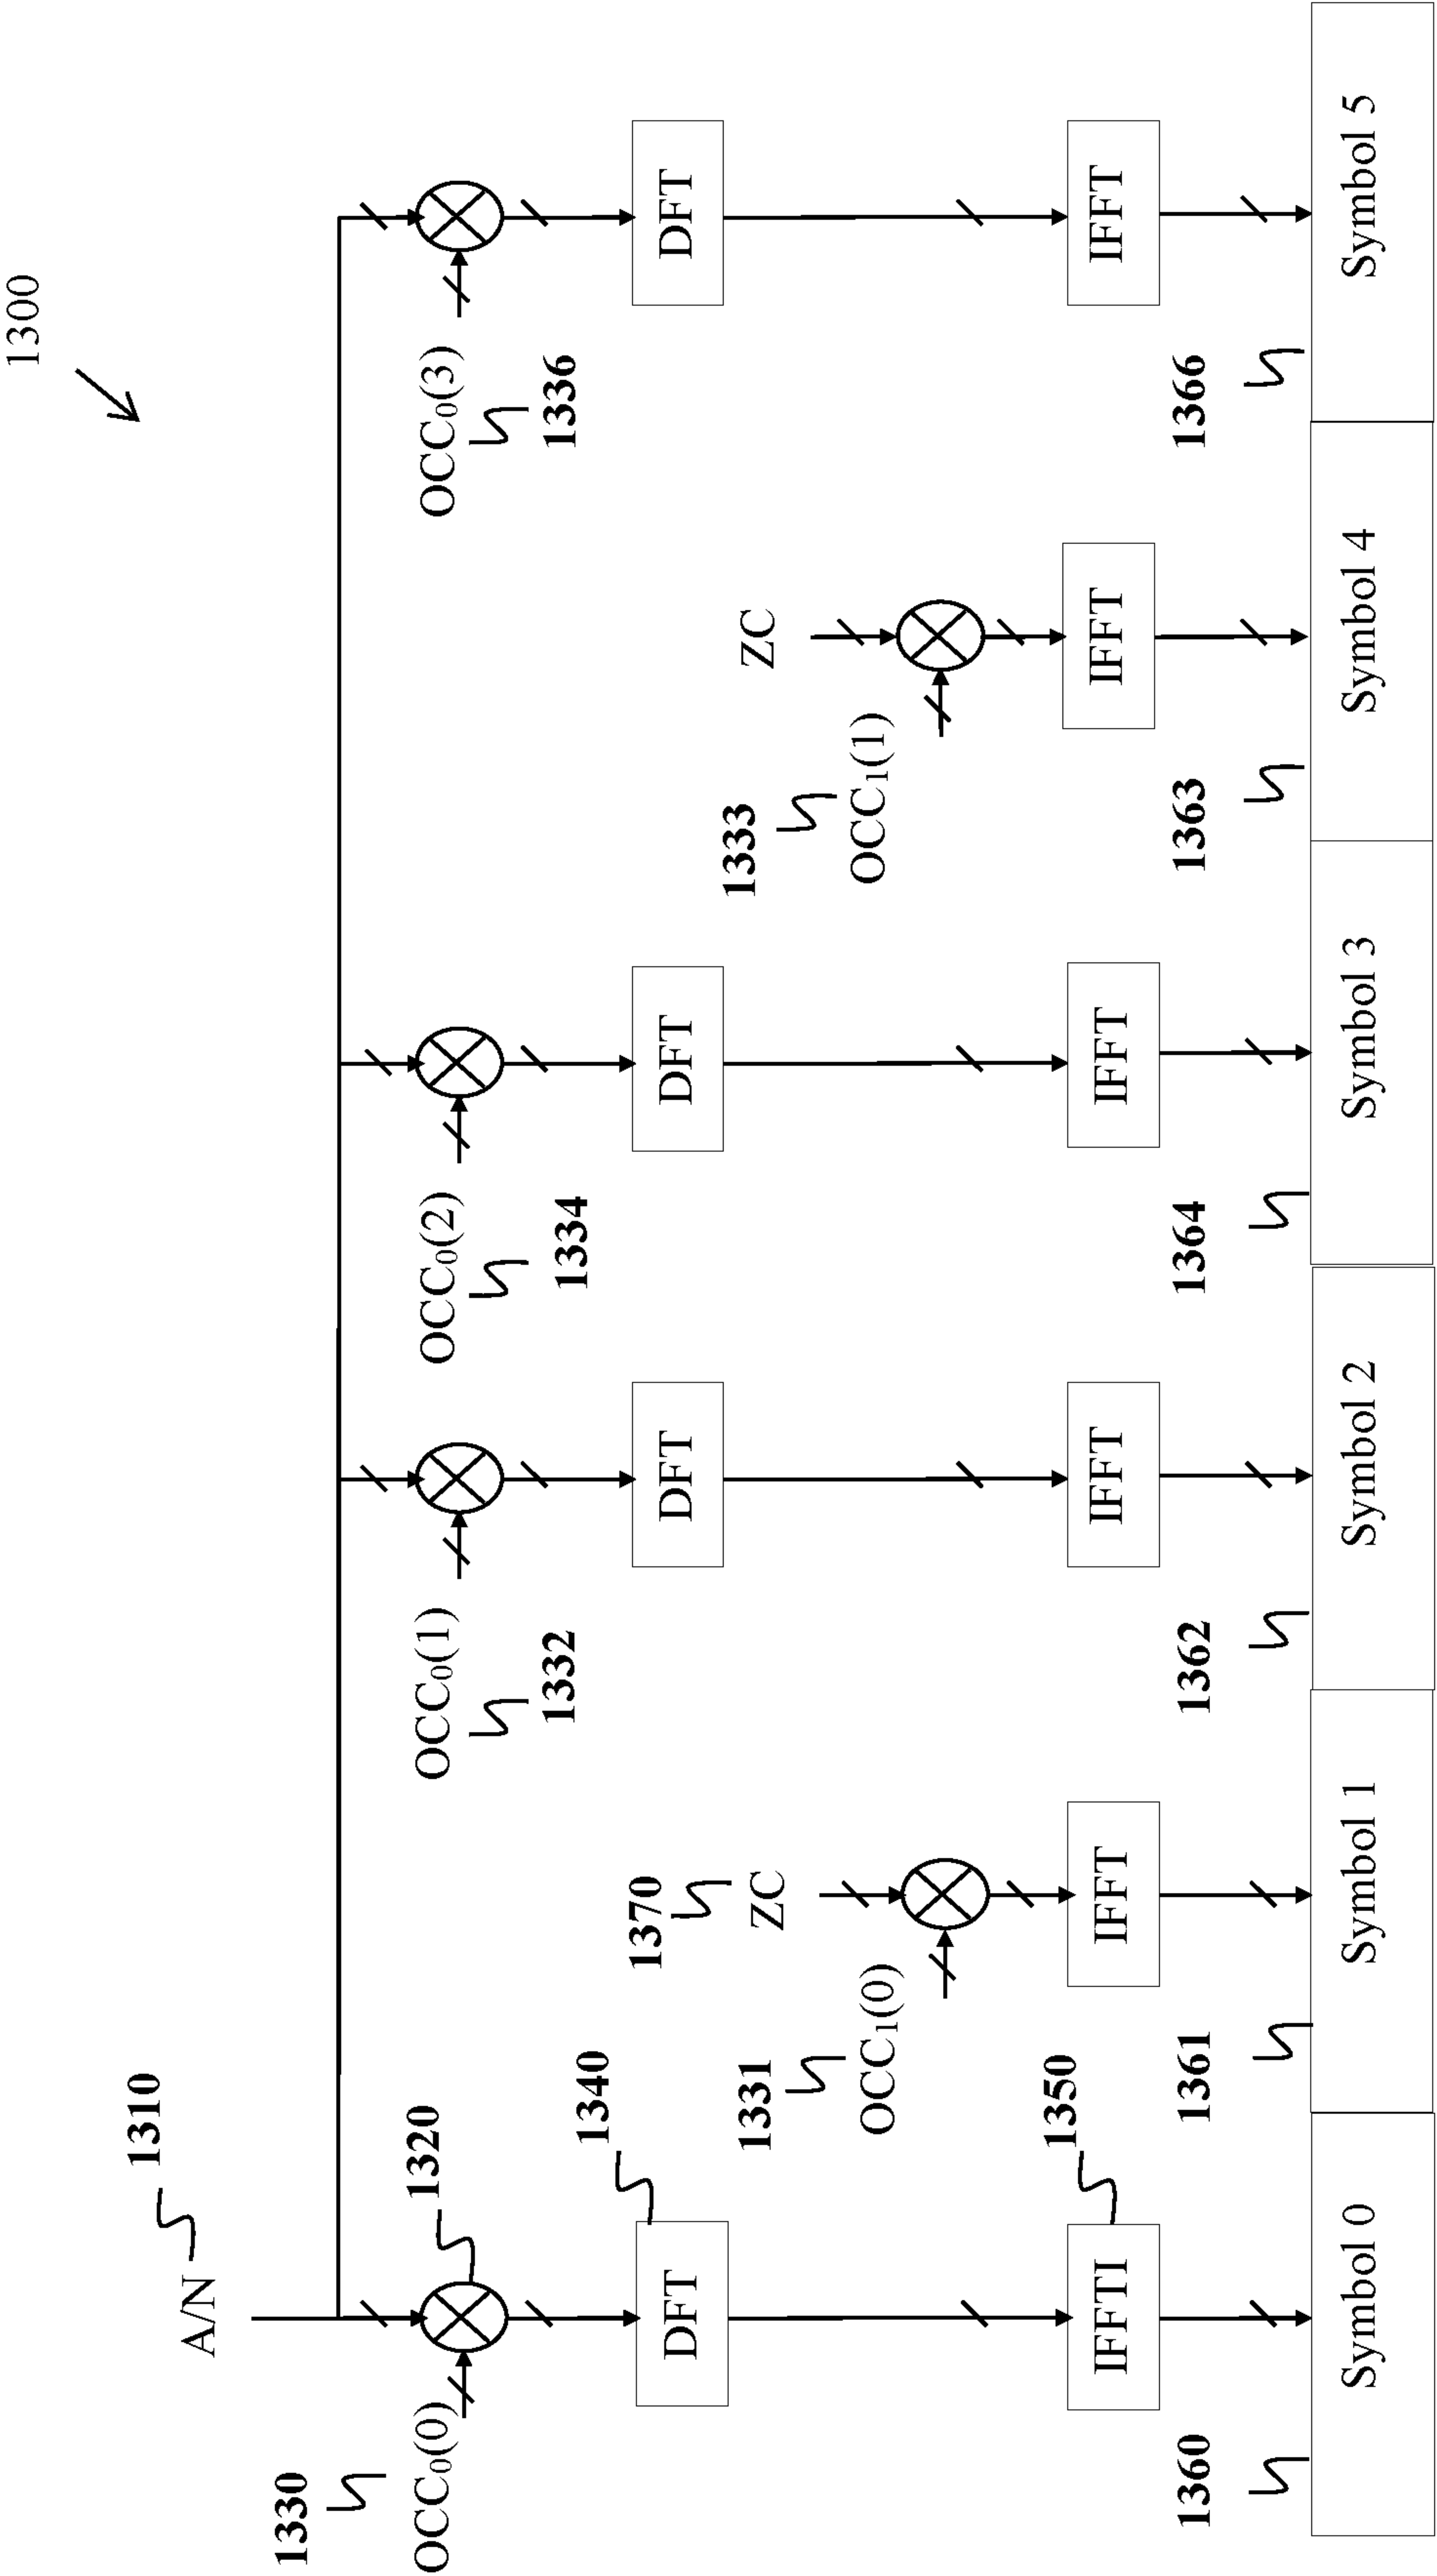 1300
A/N
1310
1330
OCC₀(0)
1320
OCC₀(1)
1332
OCC₀(2)
1334
OCC₀(3)
1336
DFT
1340
DFT
DFT
DFT
1370
ZC
1331
OCC₁(0)
ZC
1333
OCC₁(1)
IFFTI
1350
IFFT
IFFT
IFFT
IFFT
IFFT
1360
1361
1362
1364
1363
1366
Symbol 0
Symbol 1
Symbol 2
Symbol 3
Symbol 4
Symbol 5